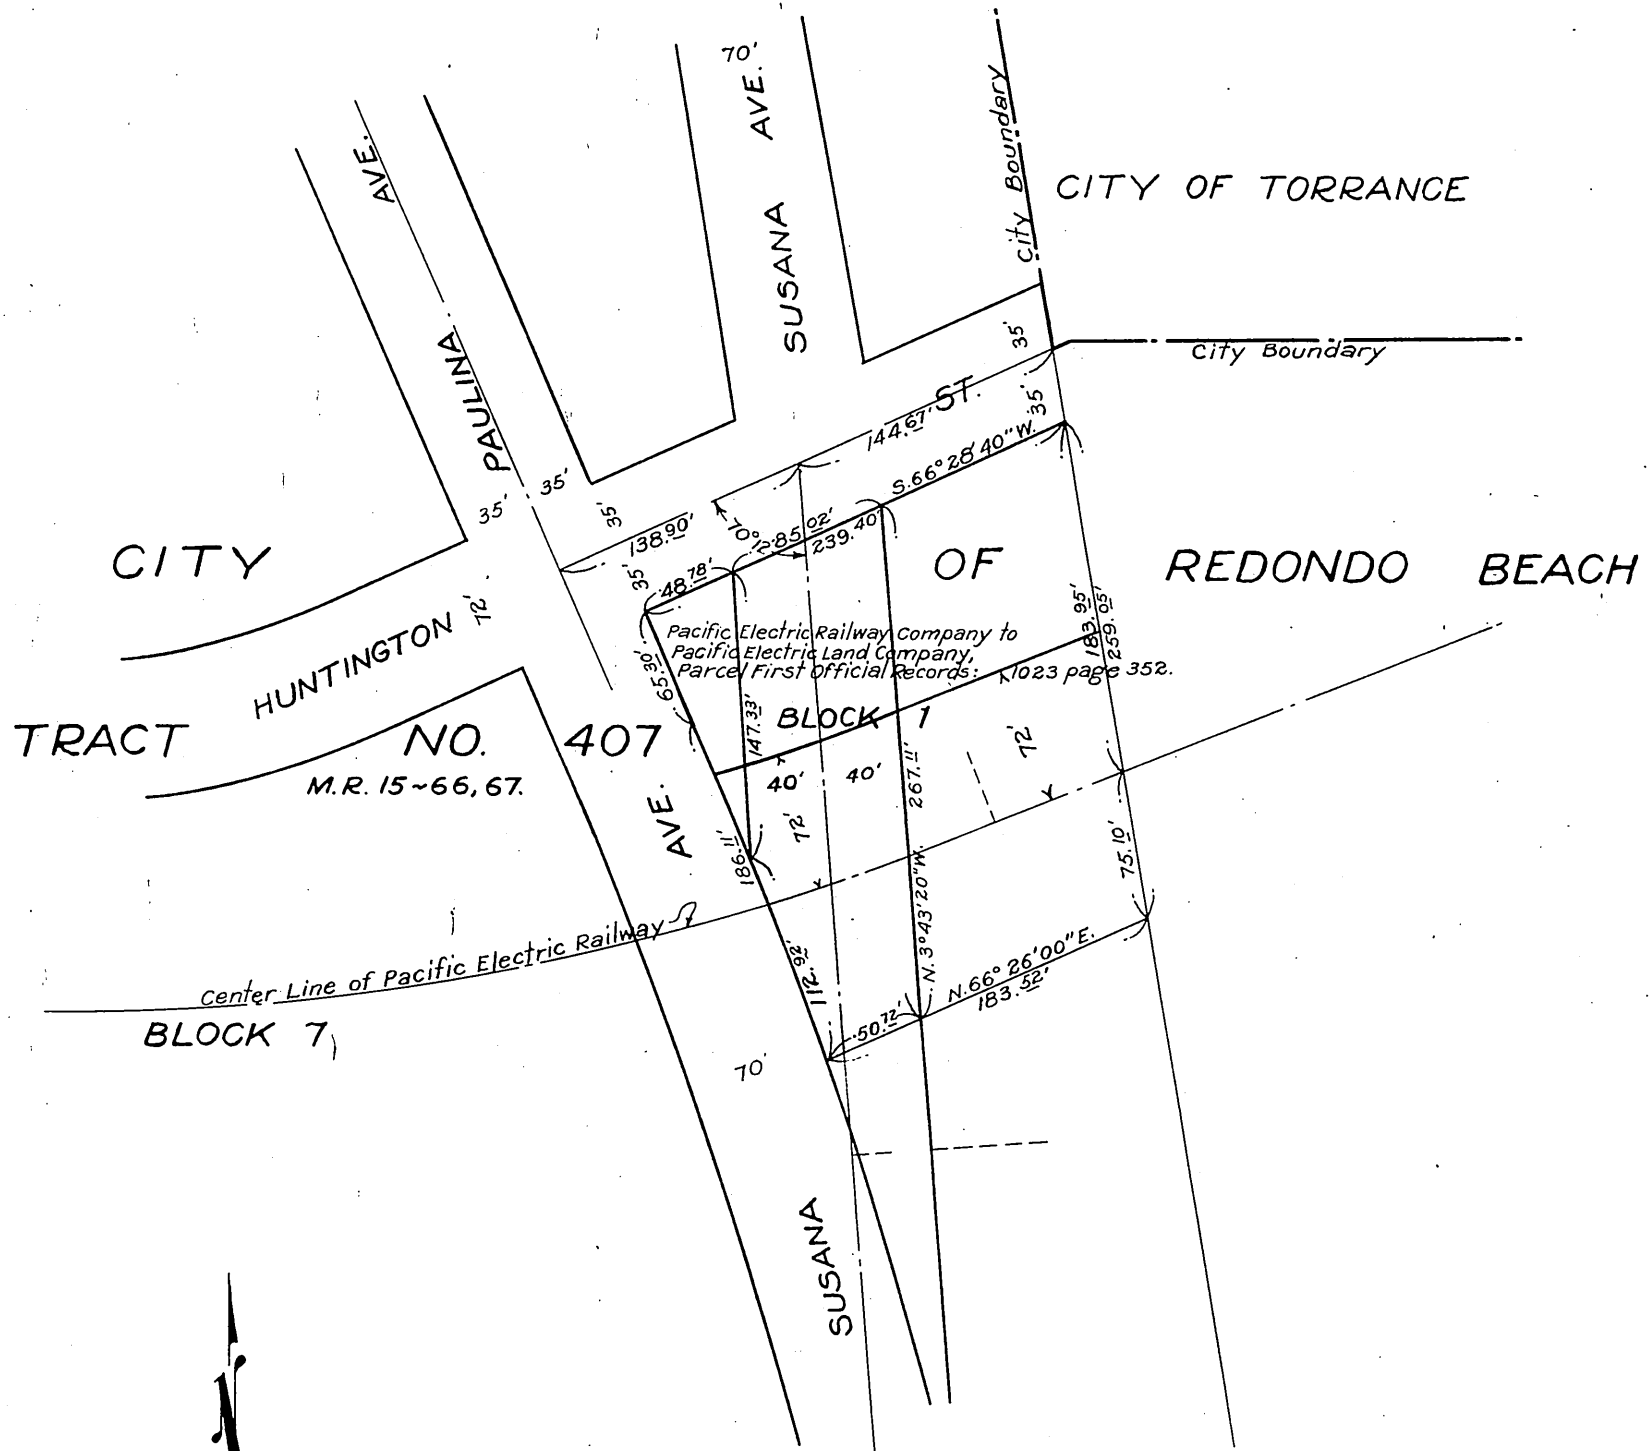 70'
SUSANA AVE.
City Boundary
CITY OF TORRANCE
PAULINA AVE.
35'
City Boundary
ST.
35'
144.67'
S.66°28'40"W.
35'
35'
35'
138.90'
70°12'
85.02'
239.40'
CITY OF REDONDO BEACH
35'
48.78'
HUNTINGTON 72'
Pacific Electric Railway Company to
Pacific Electric Land Company,
Parcel First Official Records: 1023 page 352.
183.95'
259.05'
65.30'
TRACT NO. 407
M.R. 15~66, 67.
147.33'
BLOCK 1
72'
40'
40'
267.11'
72'
AVE.
186.11'
75.10'
Center Line of Pacific Electric Railway
BLOCK 7
112.92'
N.3°43'20"W.
N.66°26'00"E.
183.52'
50.72'
70'
SUSANA
N